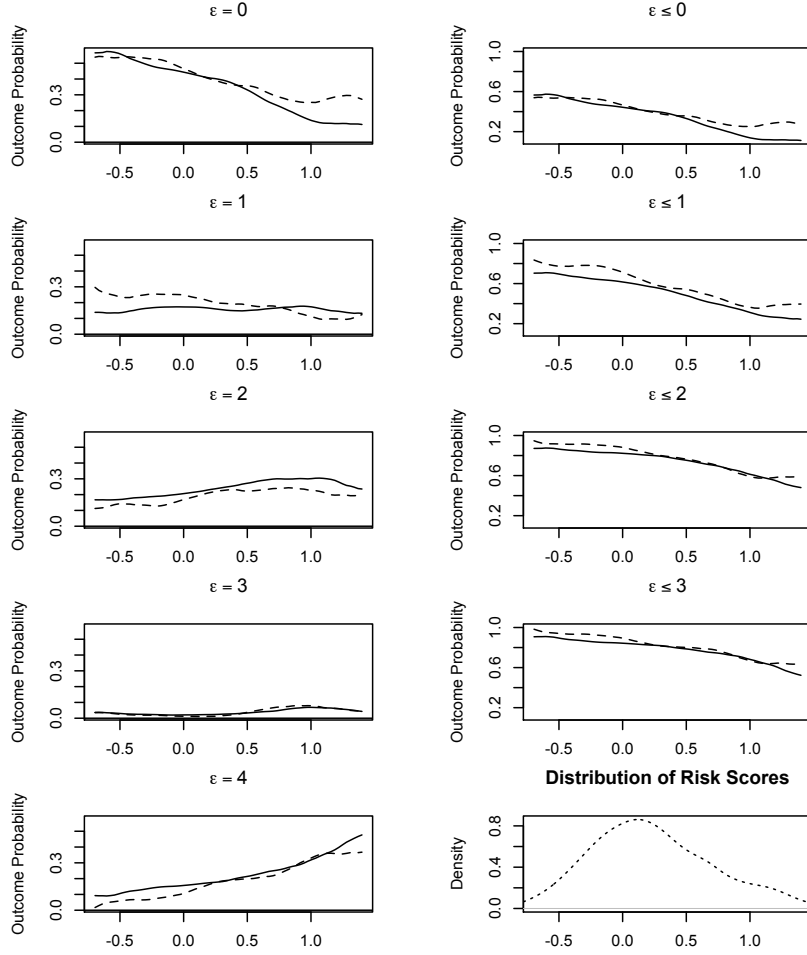 ε = 0
Outcome Probability
0.0 0.3
-0.5 0.0 0.5 1.0
ε ≤ 0
Outcome Probability
0.2 0.6 1.0
-0.5 0.0 0.5 1.0
ε = 1
Outcome Probability
0.0 0.3
-0.5 0.0 0.5 1.0
ε ≤ 1
Outcome Probability
0.2 0.6 1.0
-0.5 0.0 0.5 1.0
ε = 2
Outcome Probability
0.0 0.3
-0.5 0.0 0.5 1.0
ε ≤ 2
Outcome Probability
0.2 0.6 1.0
-0.5 0.0 0.5 1.0
ε = 3
Outcome Probability
0.0 0.3
-0.5 0.0 0.5 1.0
ε ≤ 3
Outcome Probability
0.2 0.6 1.0
-0.5 0.0 0.5 1.0
ε = 4
Outcome Probability
0.0 0.3
-0.5 0.0 0.5 1.0
Distribution of Risk Scores
Density
0.0 0.4 0.8
-0.5 0.0 0.5 1.0